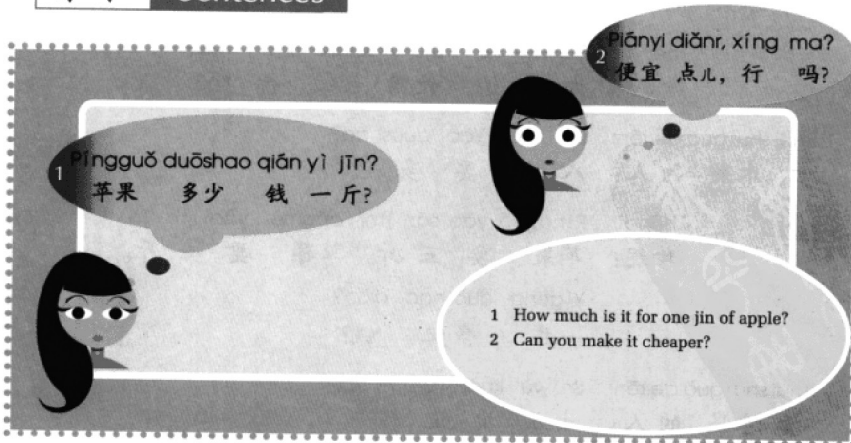 Sentences
1
Píngguǒ duōshao qián yì jīn?
苹果 多少 钱 一 斤?
2
Piányi diǎnr, xíng ma?
便宜 点儿, 行 吗?
1 How much is it for one jin of apple?
2 Can you make it cheaper?